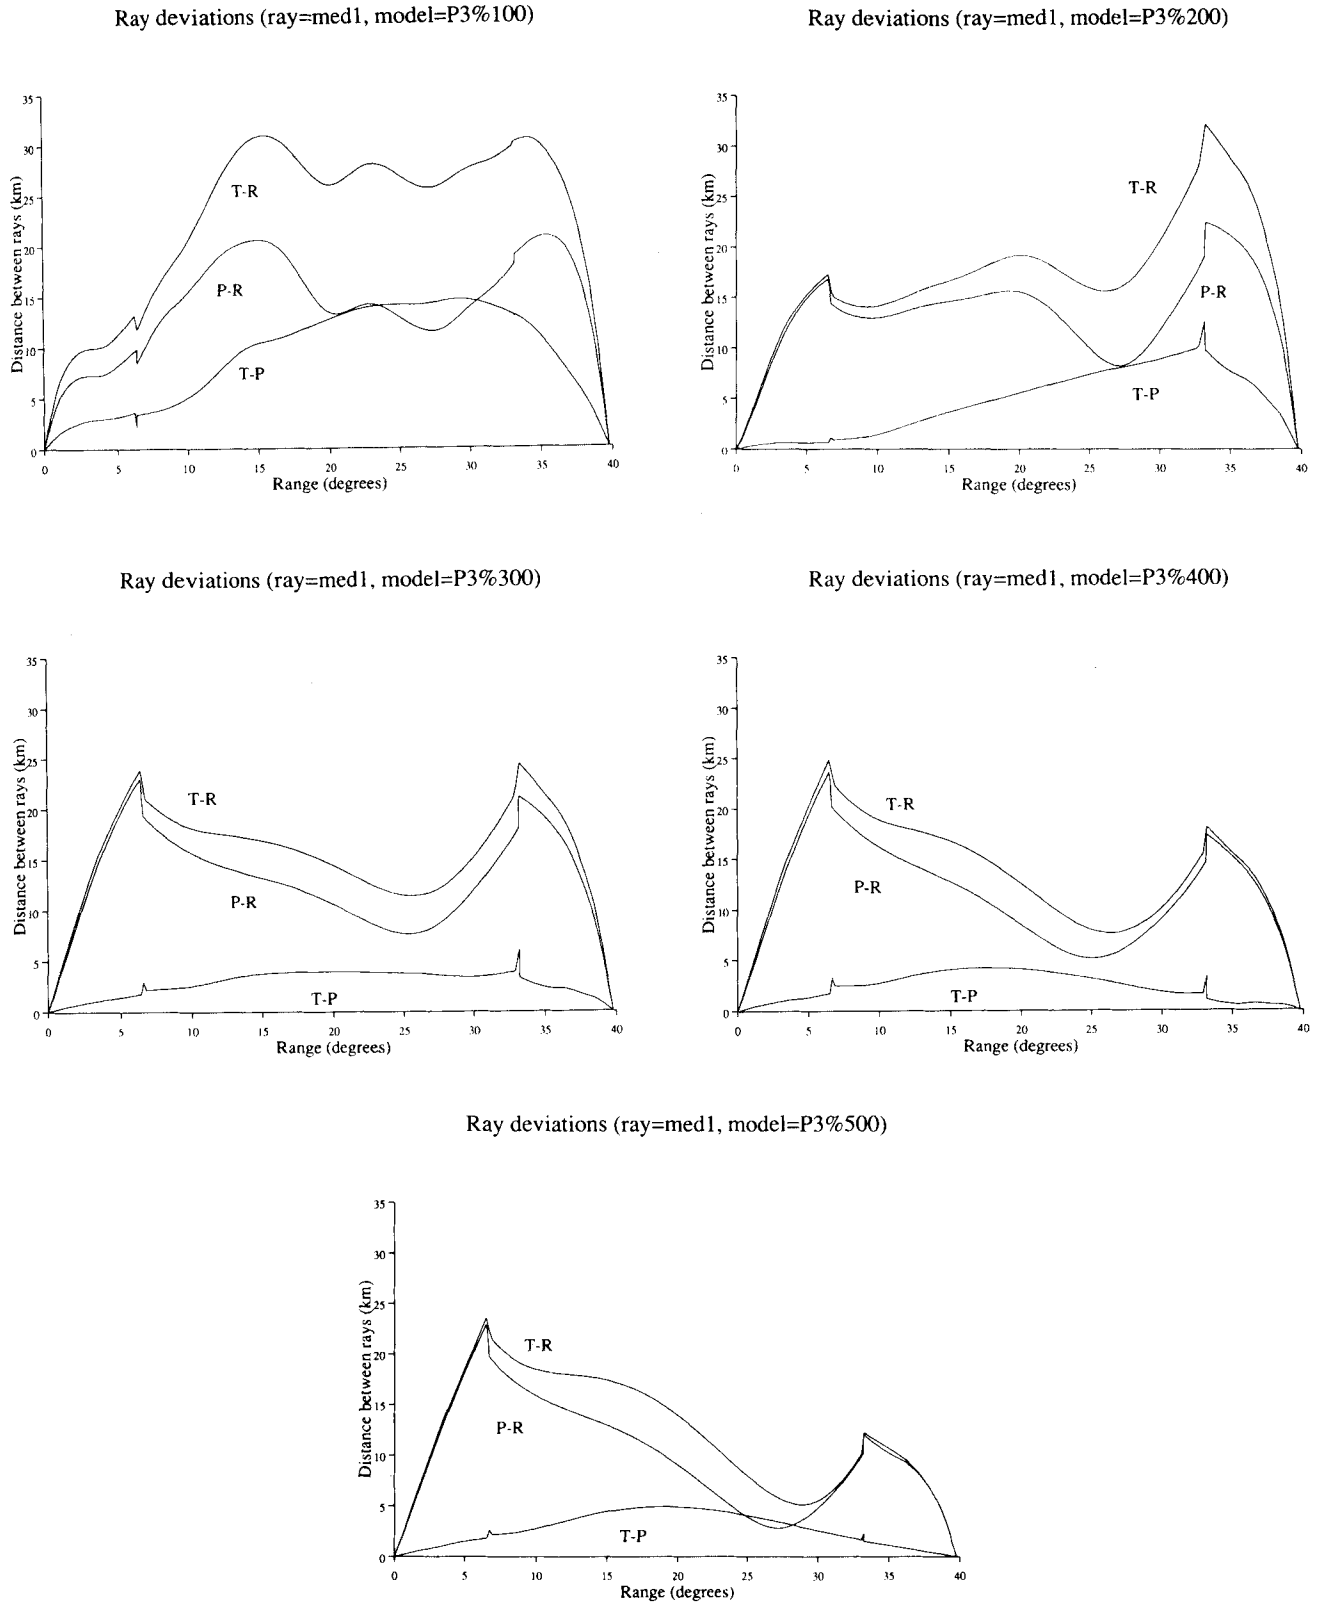 Ray deviations (ray=med1, model=P3%100)
35
30
25
20
15
10
5
0
Distance between rays (km)
T-R
P-R
T-P
0 5 10 15 20 25 30 35 40
Range (degrees)
Ray deviations (ray=med1, model=P3%200)
35
30
25
20
15
10
5
0
Distance between rays (km)
T-R
P-R
T-P
0 5 10 15 20 25 30 35 40
Range (degrees)
Ray deviations (ray=med1, model=P3%300)
35
30
25
20
15
10
5
0
Distance between rays (km)
T-R
P-R
T-P
0 5 10 15 20 25 30 35 40
Range (degrees)
Ray deviations (ray=med1, model=P3%400)
35
30
25
20
15
10
5
0
Distance between rays (km)
T-R
P-R
T-P
0 5 10 15 20 25 30 35 40
Range (degrees)
Ray deviations (ray=med1, model=P3%500)
35
30
25
20
15
10
5
0
Distance between rays (km)
T-R
P-R
T-P
0 5 10 15 20 25 30 35 40
Range (degrees)